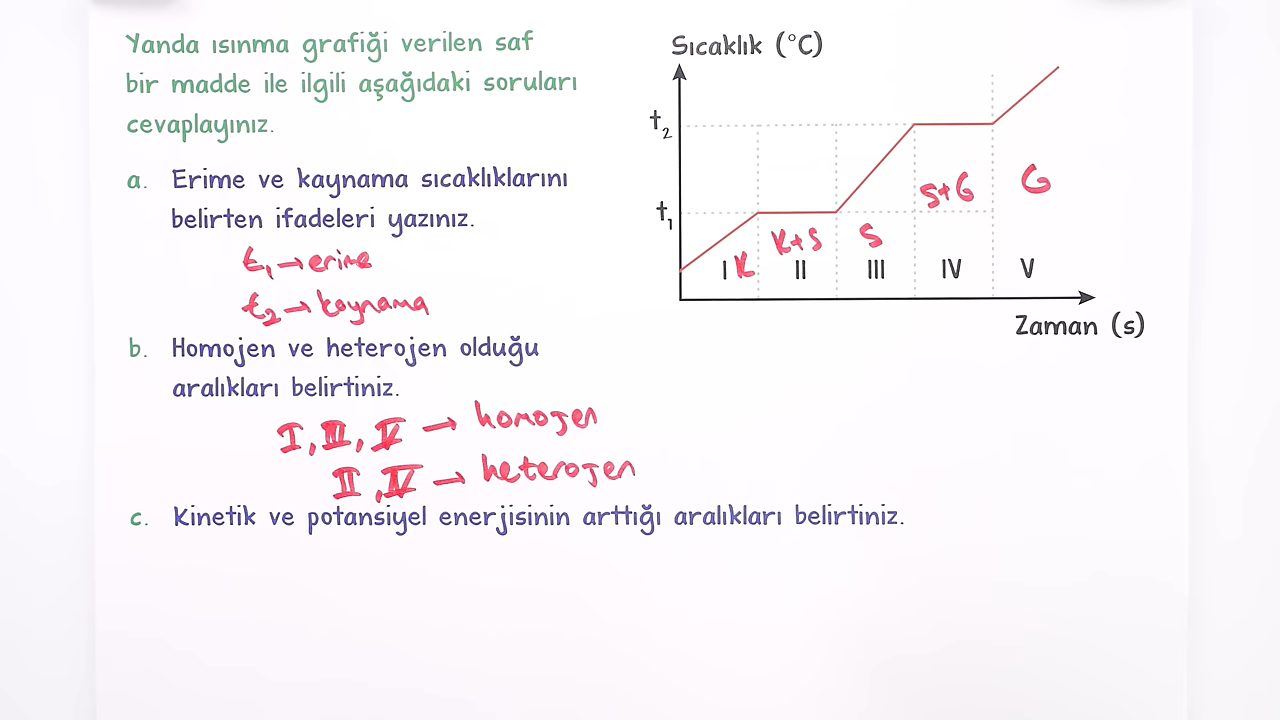 Yanda ısınma grafiği verilen saf
bir madde ile ilgili aşağıdaki soruları
cevaplayınız.
a. Erime ve kaynama sıcaklıklarını
belirten ifadeleri yazınız.
t₁ → erime
t₂ → kaynama
b. Homojen ve heterojen olduğu
aralıkları belirtiniz.
I, III, V → homojen
II, IV → heterojen
c. Kinetik ve potansiyel enerjisinin arttığı aralıkları belirtiniz.
Sıcaklık (°C)
t₂
t₁
S+G
G
K+S
S
I K
II
III
IV
V
Zaman (s)